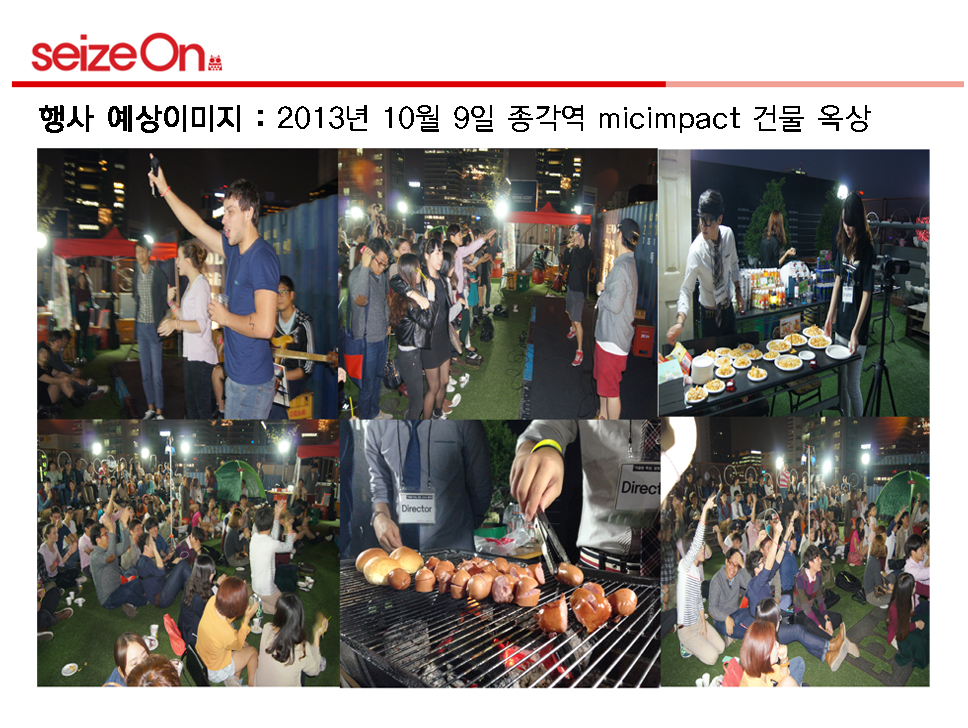 seizeOn
행사 예상이미지 : 2013년 10월 9일 종각역 micimpact 건물 옥상
Director
Direct